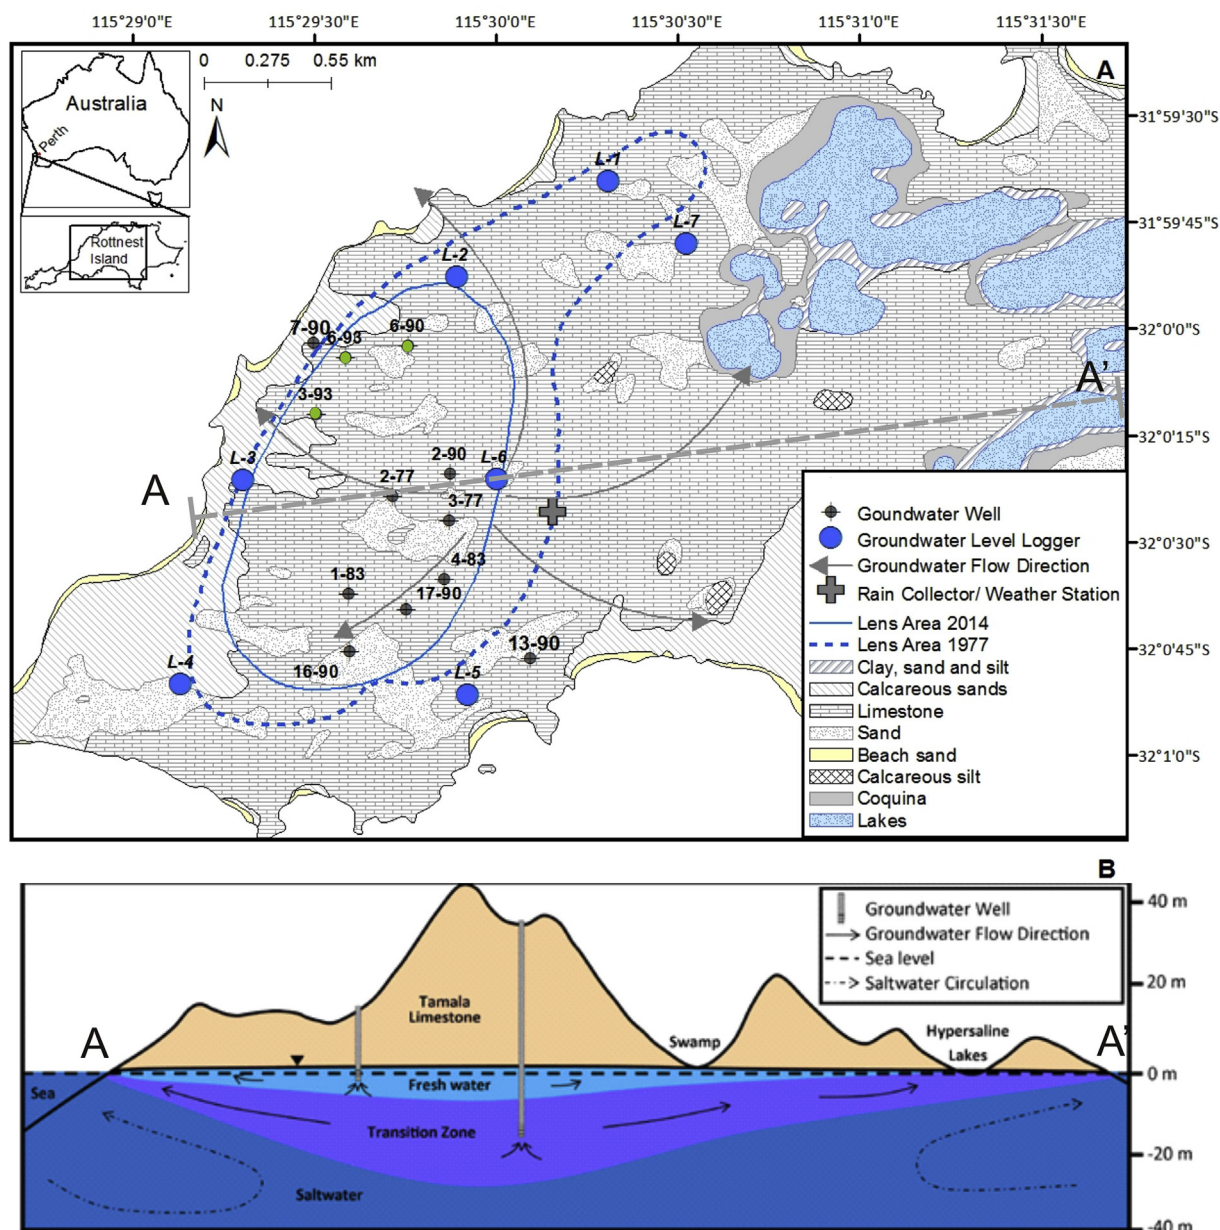 115°29'0"E 115°29'30"E 115°30'0"E 115°30'30"E 115°31'0"E 115°31'30"E
A
0 0.275 0.55 km
N
Australia
Perth
Rottnest
Island
31°59'30"S
31°59'45"S
32°0'0"S
32°0'15"S
32°0'30"S
32°0'45"S
32°1'0"S
L-1
L-7
L-2
7-90
6-93
6-90
3-93
A'
L-3
2-90
L-6
2-77
A
3-77
4-83
1-83
17-90
13-90
16-90
L-4
L-5
Goundwater Well
Groundwater Level Logger
Groundwater Flow Direction
Rain Collector/ Weather Station
Lens Area 2014
Lens Area 1977
Clay, sand and silt
Calcareous sands
Limestone
Sand
Beach sand
Calcareous silt
Coquina
Lakes
B
Groundwater Well
Groundwater Flow Direction
Sea level
Saltwater Circulation
40 m
20 m
0 m
-20 m
-40 m
Tamala
Limestone
Swamp
Hypersaline
Lakes
A
A'
Sea
Fresh water
Transition Zone
Saltwater